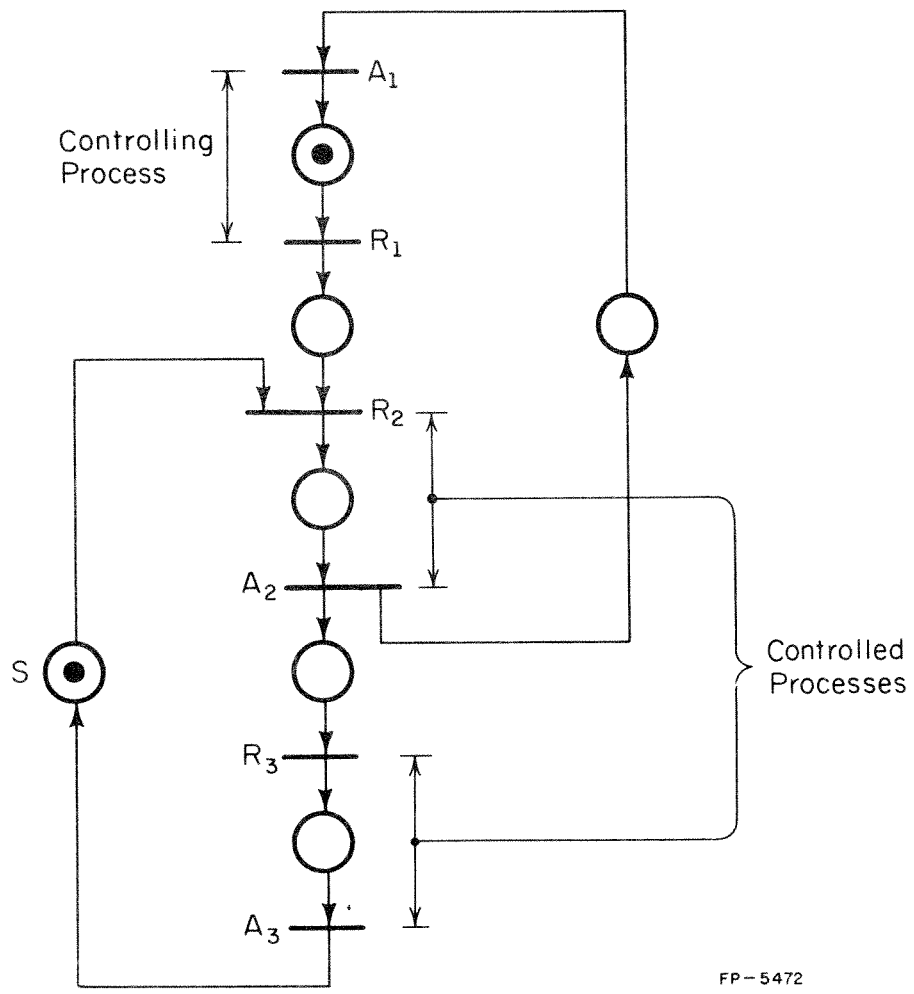 A1
Controlling
Process
R1
R2
A2
S
Controlled
Processes
R3
A3
FP-5472